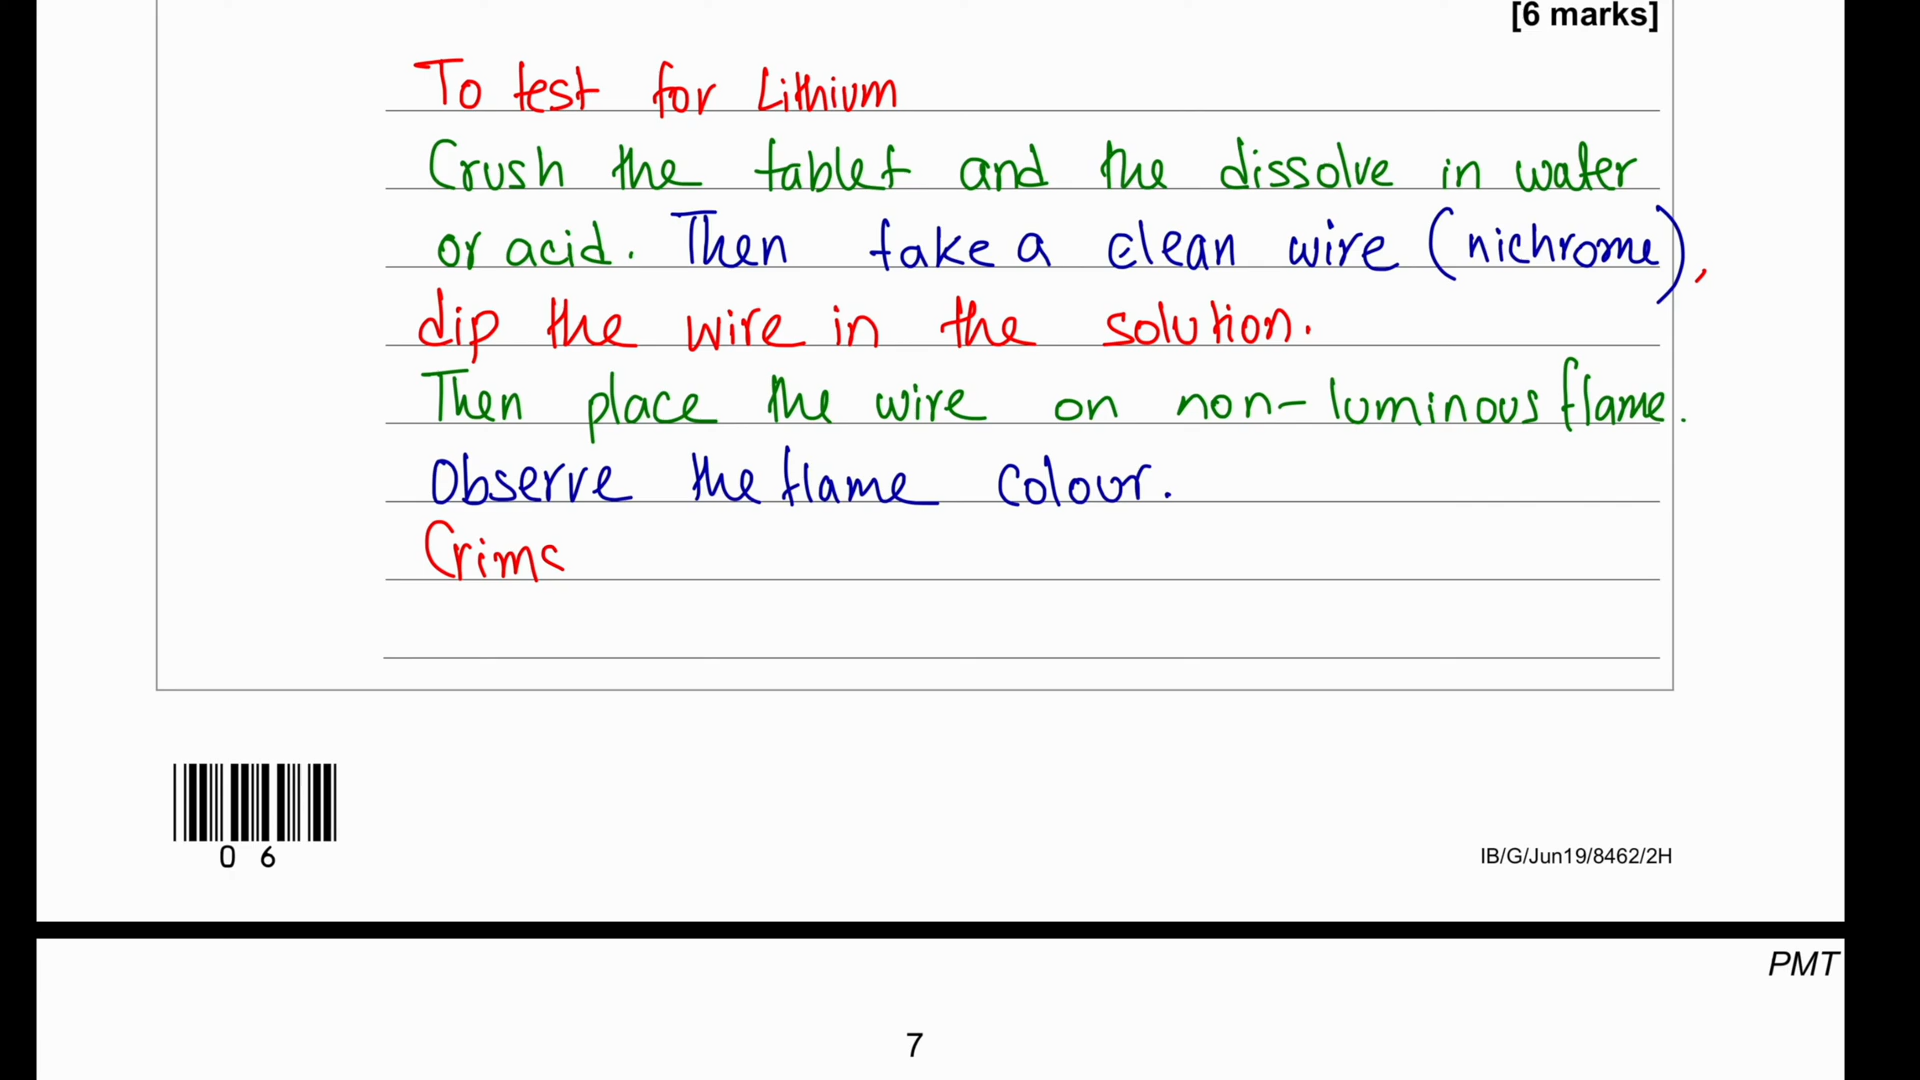 [6 marks]
To test for Lithium
Crush the tablet and the dissolve in water
or acid. Then take a clean wire (nichrome),
dip the wire in the solution.
Then place the wire on non-luminous flame.
Observe the flame colour.
Crims
0 6
IB/G/Jun19/8462/2H
PMT
7